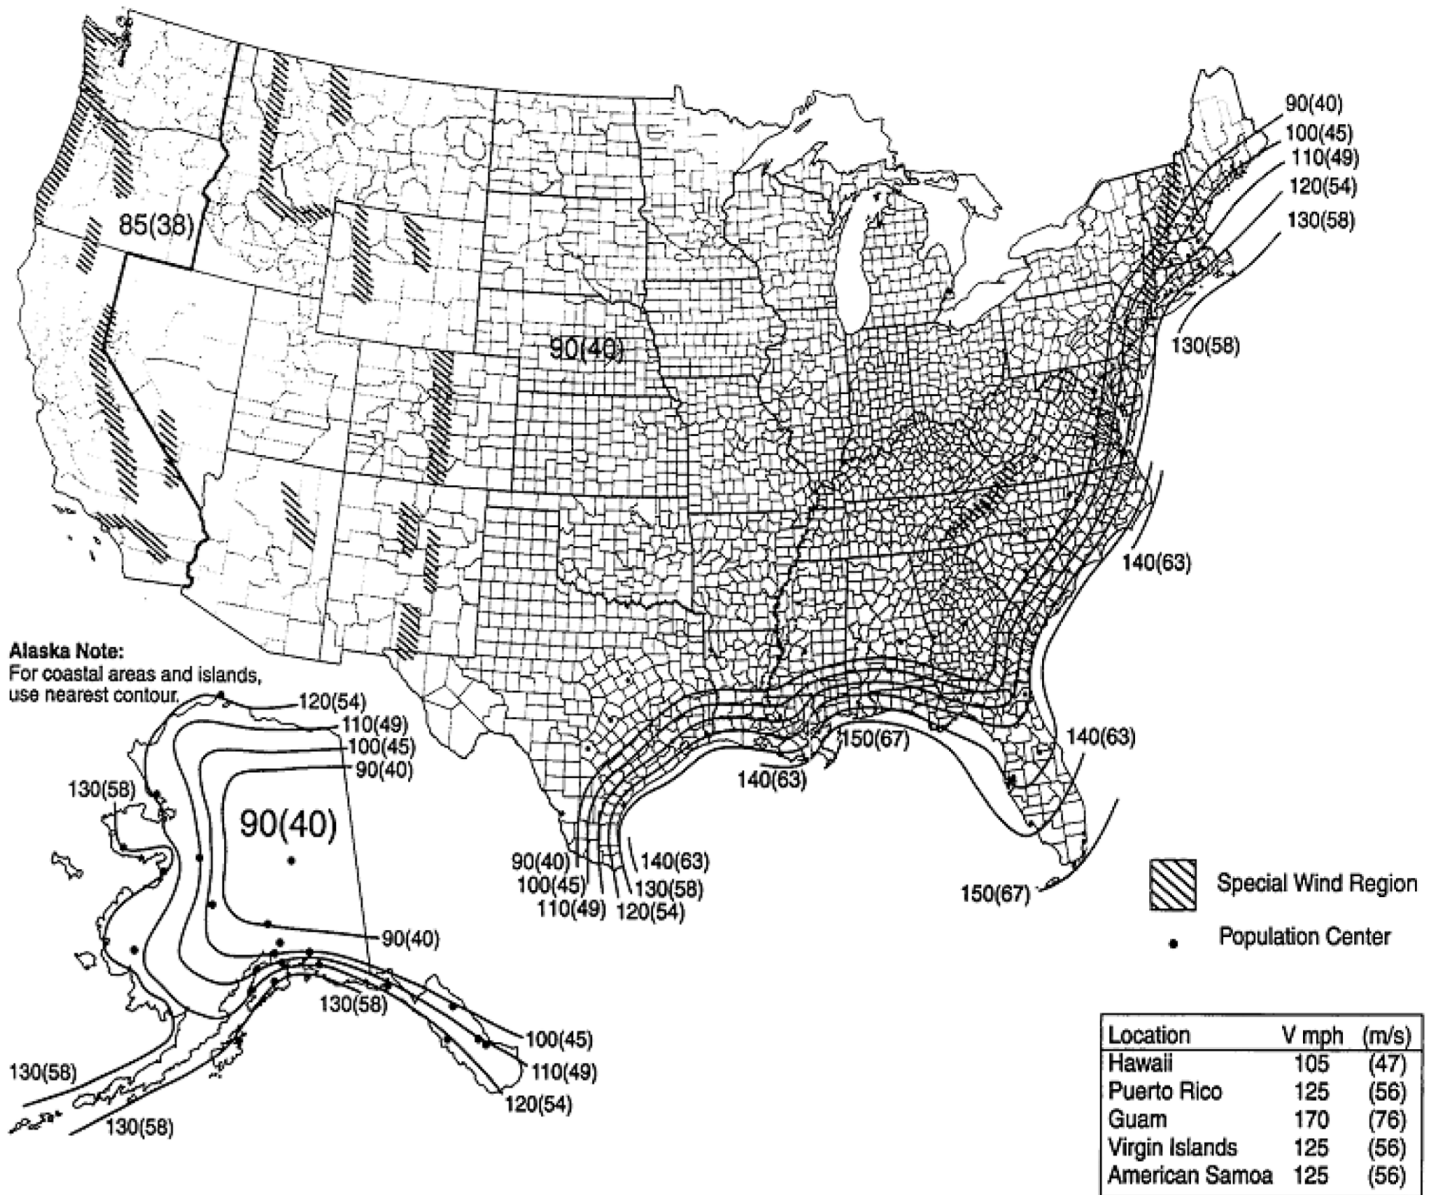 90(40)
100(45)
110(49)
120(54)
130(58)
85(38)
90(40)
130(58)
140(63)
Alaska Note:
For coastal areas and islands,
use nearest contour.
120(54)
110(49)
100(45)
90(40)
130(58)
90(40)
150(67)
140(63)
140(63)
90(40)
100(45)
110(49)
140(63)
130(58)
120(54)
150(67)
Special Wind Region
Population Center
90(40)
130(58)
100(45)
110(49)
120(54)
130(58)
130(58)
Location V mph (m/s)
Hawaii 105 (47)
Puerto Rico 125 (56)
Guam 170 (76)
Virgin Islands 125 (56)
American Samoa 125 (56)